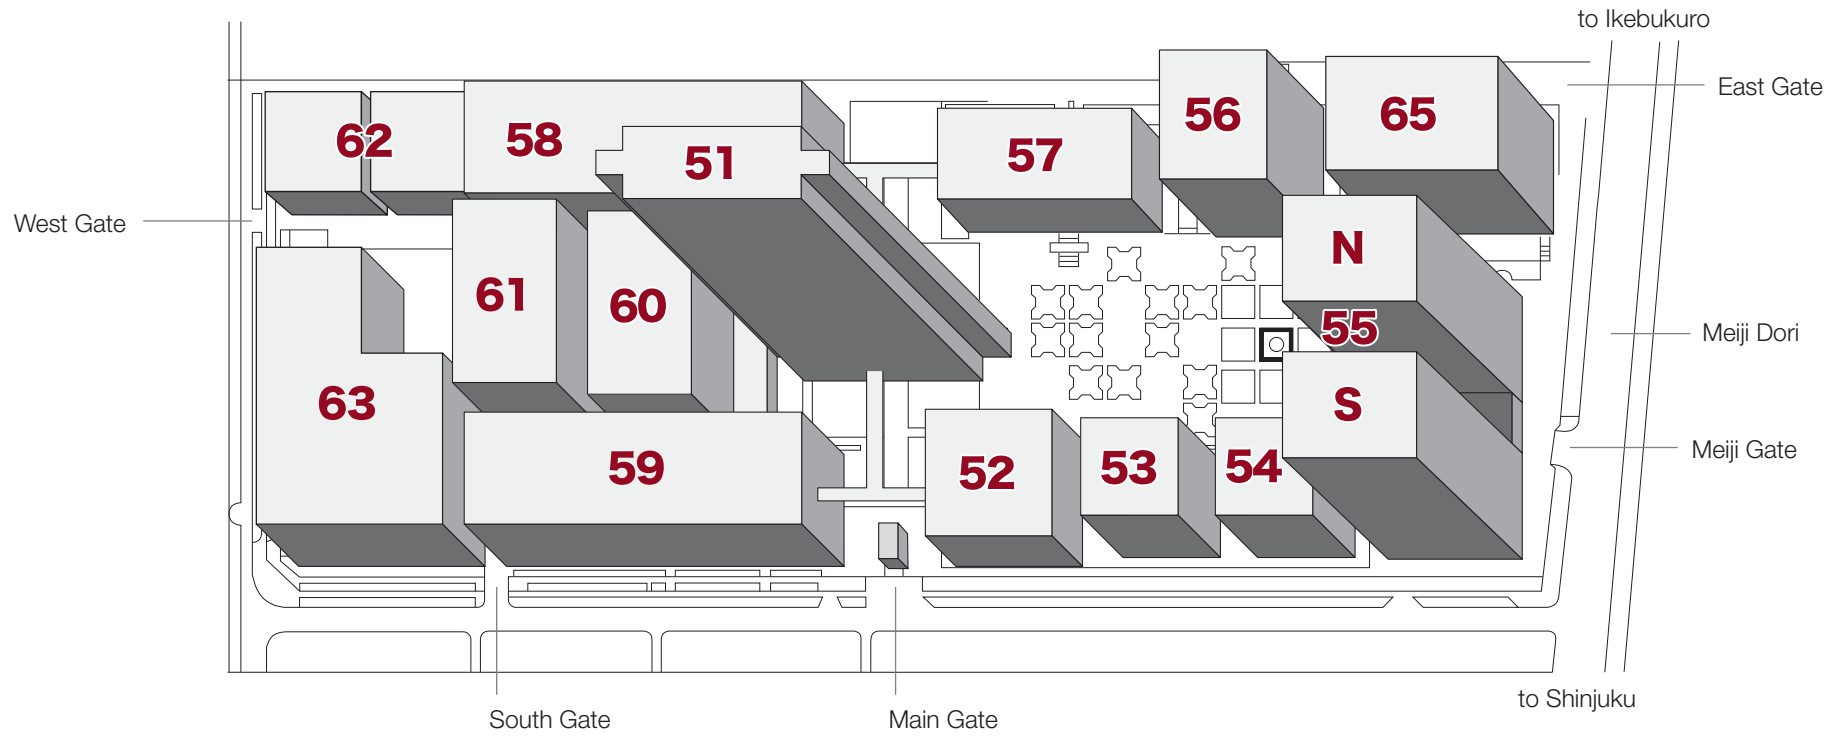 to Ikebukuro
East Gate
56
65
62
58
57
51
West Gate
N
61
60
55
Meiji Dori
63
S
Meiji Gate
59
52
53
54
to Shinjuku
South Gate
Main Gate